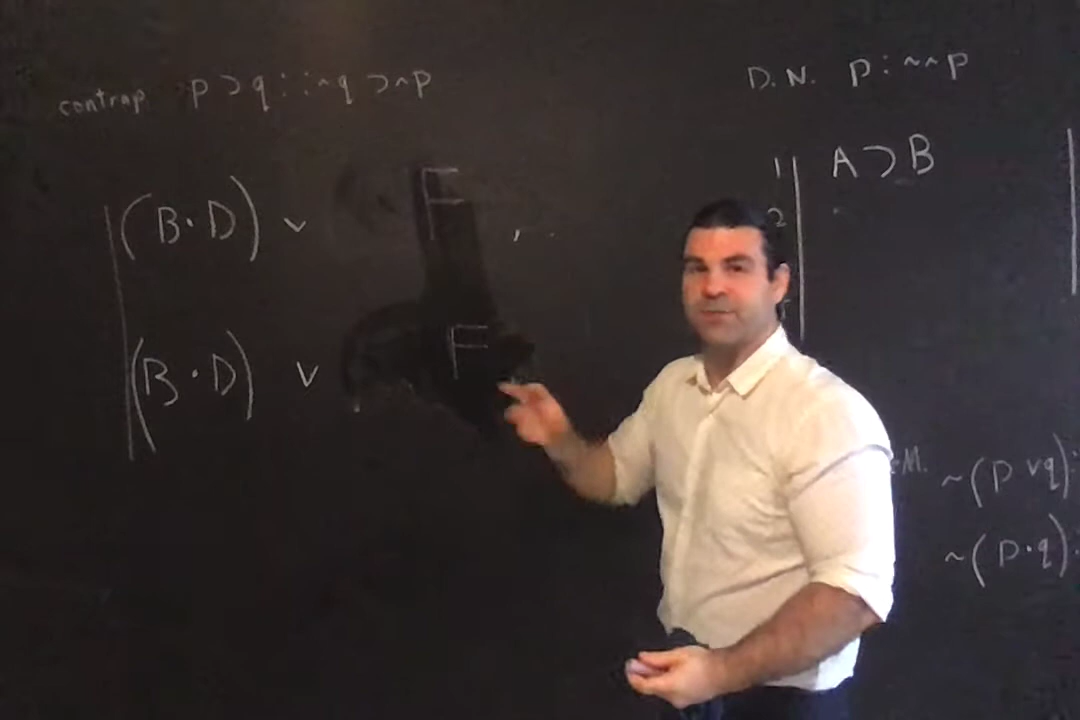 contrap p ⊃ q :: ~q ⊃ ~p
(B · D) v F
(B · D) v F
D.N. p : ~~p
1 A ⊃ B
2
M. ~(p v q) :
~(p · q) :